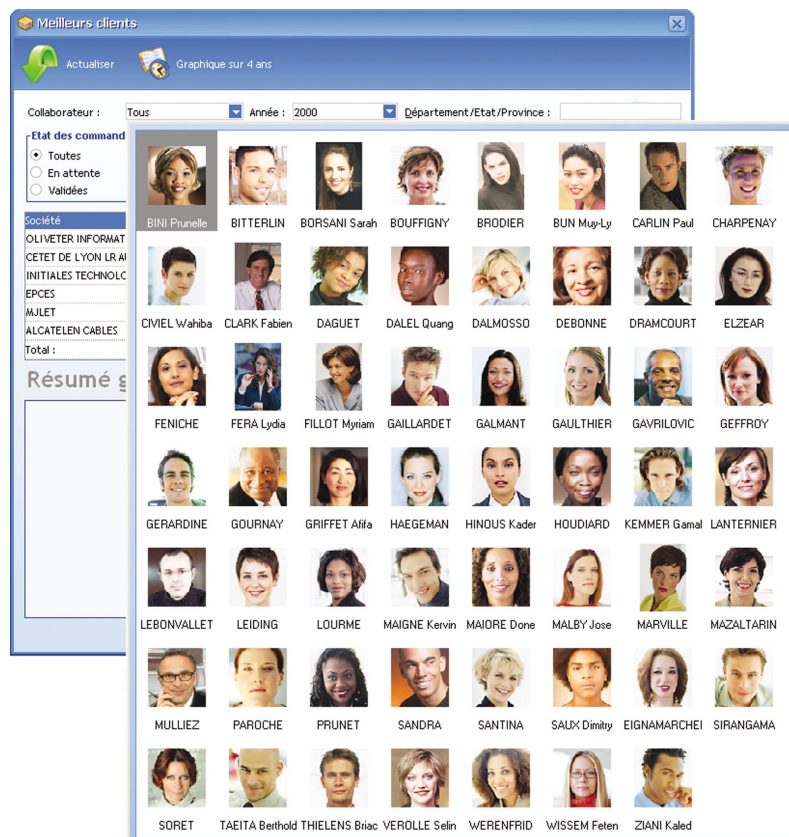 Meilleurs clients
Actualiser
Graphique sur 4 ans
Collaborateur : Tous Année : 2000 Département/Etat/Province :
Etat des command
Toutes
En attente
Validées
Société
OLIVETER INFORMAT
CETET DE LYON LR AU
INITIALES TECHNOLO
EPCES
MJLET
ALCATELEN CABLES
Total :
Résumé g
BINI Prunelle BITTERLIN BORSANI Sarah BOUFFIGNY BRODIER BUN Muy-Ly CARLIN Paul CHARPENAY
CIVIEL Wahiba CLARK Fabien DAGUET DALEL Quang DALMOSSO DEBONNE DRAMCOURT ELZEAR
FENICHE FERA Lydia FILLOT Myriam GAILLARDET GALMANT GAULTHIER GAVRILOVIC GEFFROY
GERARDINE GOURNAY GRIFFET Afifa HAEGEMAN HINOUS Kader HOUDIARD KEMMER Gamal LANTERNIER
LEBONVALLET LEIDING LOURME MAIGNE Kervin MAIORE Done MALBY Jose MARVILLE MAZALTARIN
MULLIEZ PAROCHE PRUNET SANDRA SANTINA SAUX Dimitry EIGNAMARCHEI SIRANGAMA
SORET TAEITA Berthold THIELENS Briac VEROLLE Selin WERENFRID WISSEM Feten ZIANI Kaled